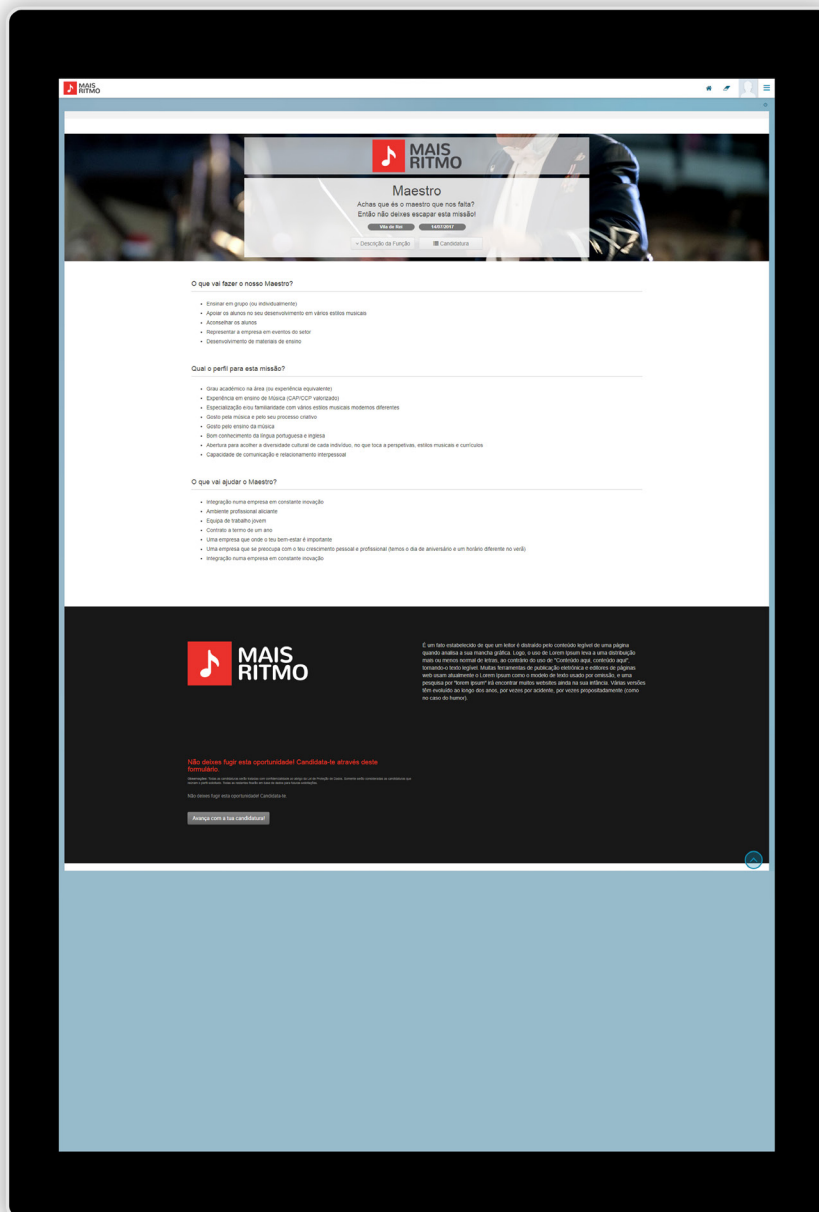 MAIS
RITMO
MAIS
RITMO
Maestro
Achas que és o maestro que nos falta?
Então não deixes escapar esta missão!
Vila de Rei
14/07/2017
< Descrição da Função
Candidatura
O que vai fazer o nosso Maestro?
• Ensinar em grupo (ou individualmente)
• Apoiar os alunos no seu desenvolvimento em vários estilos musicais
• Aconselhar os alunos
• Representar a empresa em eventos do setor
• Desenvolvimento de materiais de ensino
Qual o perfil para esta missão?
• Grau académico na área (ou experiência equivalente)
• Experiência em ensino de Música (CAP/CCP valorizado)
• Especialização e/ou familiaridade com vários estilos musicais modernos diferentes
• Gosto pela música e pelo seu processo criativo
• Gosto pelo ensino da música
• Bom conhecimento da língua portuguesa e inglesa
• Abertura para acolher a diversidade cultural de cada indivíduo, no que toca a perspetivas, estilos musicais e currículos
• Capacidade de comunicação e relacionamento interpessoal
O que vai ajudar o Maestro?
• Integração numa empresa em constante inovação
• Ambiente profissional aliciante
• Equipa de trabalho jovem
• Contrato a termo de um ano
• Uma empresa que onde o teu bem-estar é importante
• Uma empresa que se preocupa com o teu crescimento pessoal e profissional (temos o dia de aniversário e um horário diferente no verã)
• Integração numa empresa em constante inovação
MAIS
RITMO
É um fato estabelecido de que um leitor é distraído pelo conteúdo legível de uma página
quando analisa a sua mancha gráfica. Logo, o uso de Lorem Ipsum leva a uma distribuição
mais ou menos normal de letras, ao contrário do uso de "Conteúdo aqui, conteúdo aqui",
tornando-o texto legível. Muitas ferramentas de publicação eletrónica e editores de páginas
web usam atualmente o Lorem Ipsum como o modelo de texto usado por omissão, e uma
pesquisa por "lorem ipsum" irá encontrar muitos websites ainda na sua infância. Várias versões
têm evoluído ao longo dos anos, por vezes por acidente, por vezes propositadamente (como
no caso do humor).
Não deixes fugir esta oportunidade! Candidata-te através deste
formulário.
Não deixes fugir esta oportunidade! Candidata-te.
Avança com a tua candidatura!